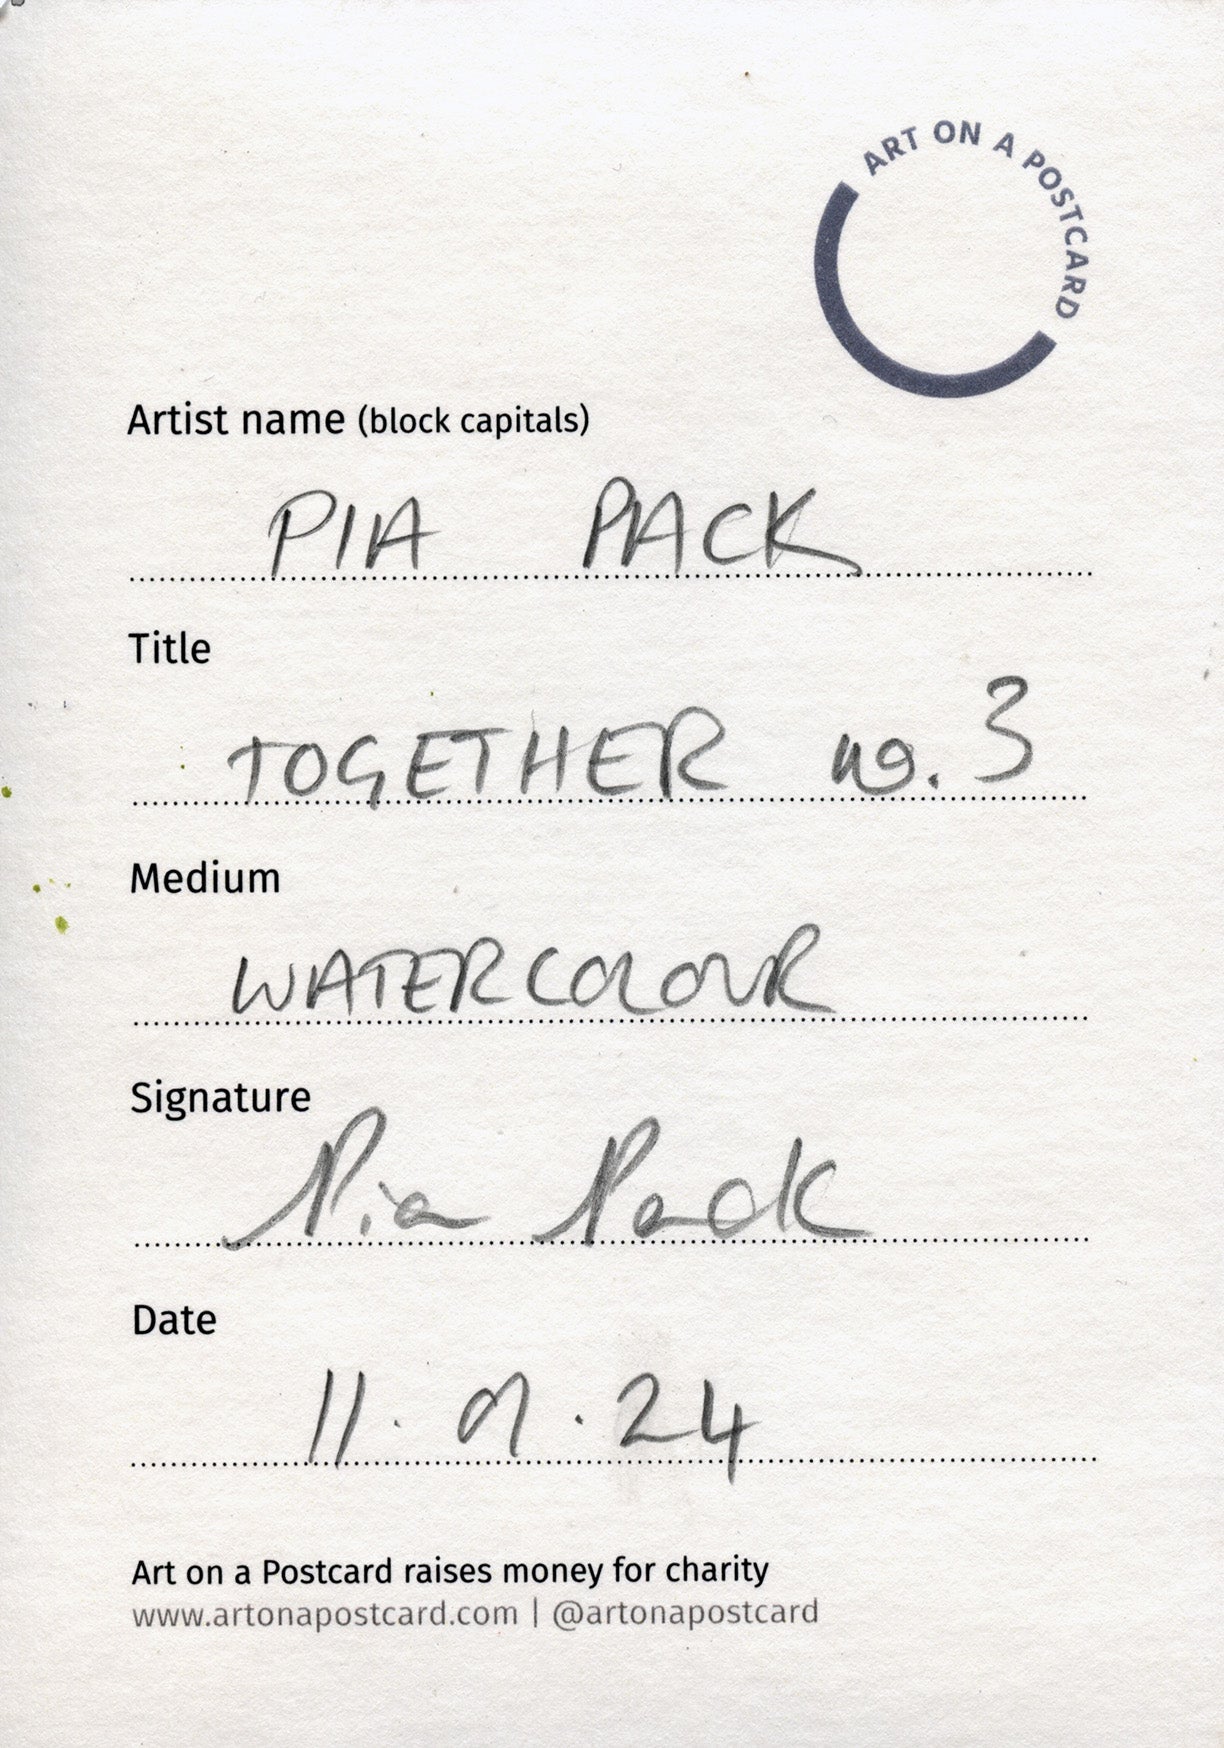 ART ON A POSTCARD
Artist name (block capitals)
PIA PACK
Title
TOGETHER no. 3
Medium
WATERCOLOUR
Signature
Pia Pack
Date
11. 01. 24
Art on a Postcard raises money for charity
www.artonapostcard.com | @artonapostcard